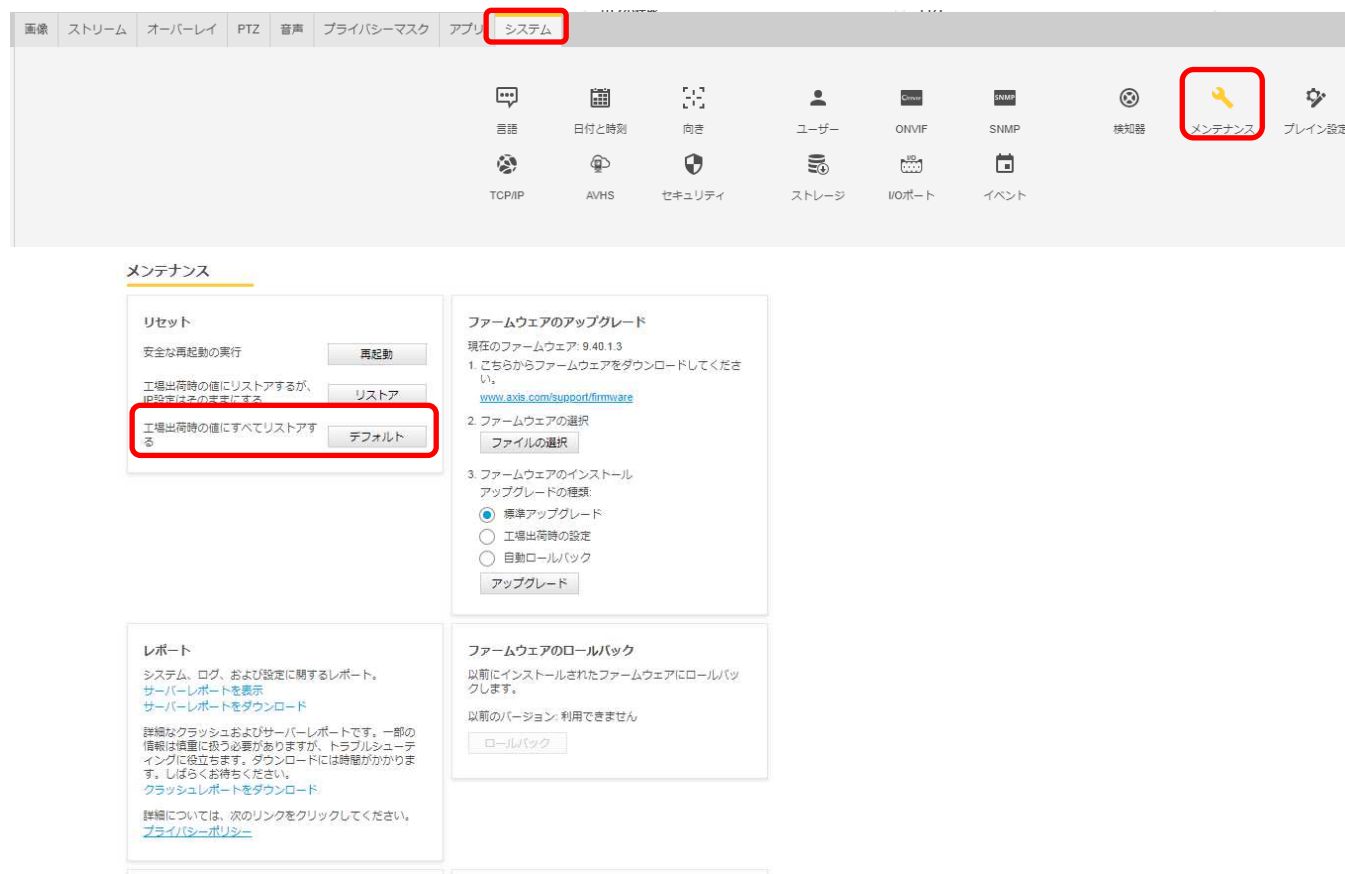 画像 ストリーム オーバーレイ PTZ 音声 プライバシーマスク アプリ システム
言語 日付と時刻 向き ユーザー ONVIF SNMP 検知器 メンテナンス プレイン設定
SNMP
I/O
TCP/IP AVHS セキュリティ ストレージ I/Oポート イベント
メンテナンス
リセット
安全な再起動の実行 再起動
工場出荷時の値にリストアするが、
IP設定はそのままにする リストア
工場出荷時の値にすべてリストアす
る デフォルト
ファームウェアのアップグレード
現在のファームウェア: 9.40.1.3
1. こちらからファームウェアをダウンロードしてくださ
い。
www.axis.com/support/firmware
2. ファームウェアの選択
ファイルの選択
3. ファームウェアのインストール
アップグレードの種類:
標準アップグレード
工場出荷時の設定
自動ロールバック
アップグレード
レポート
システム、ログ、および設定に関するレポート。
サーバーレポートを表示
サーバーレポートをダウンロード
詳細なクラッシュおよびサーバーレポートです。一部の
情報は慎重に扱う必要がありますが、トラブルシューテ
ィングに役立ちます。ダウンロードには時間がかかりま
す。しばらくお待ちください。
クラッシュレポートをダウンロード
詳細については、次のリンクをクリックしてください。
プライバシーポリシー
ファームウェアのロールバック
以前にインストールされたファームウェアにロールバッ
クします。
以前のバージョン: 利用できません
ロールバック